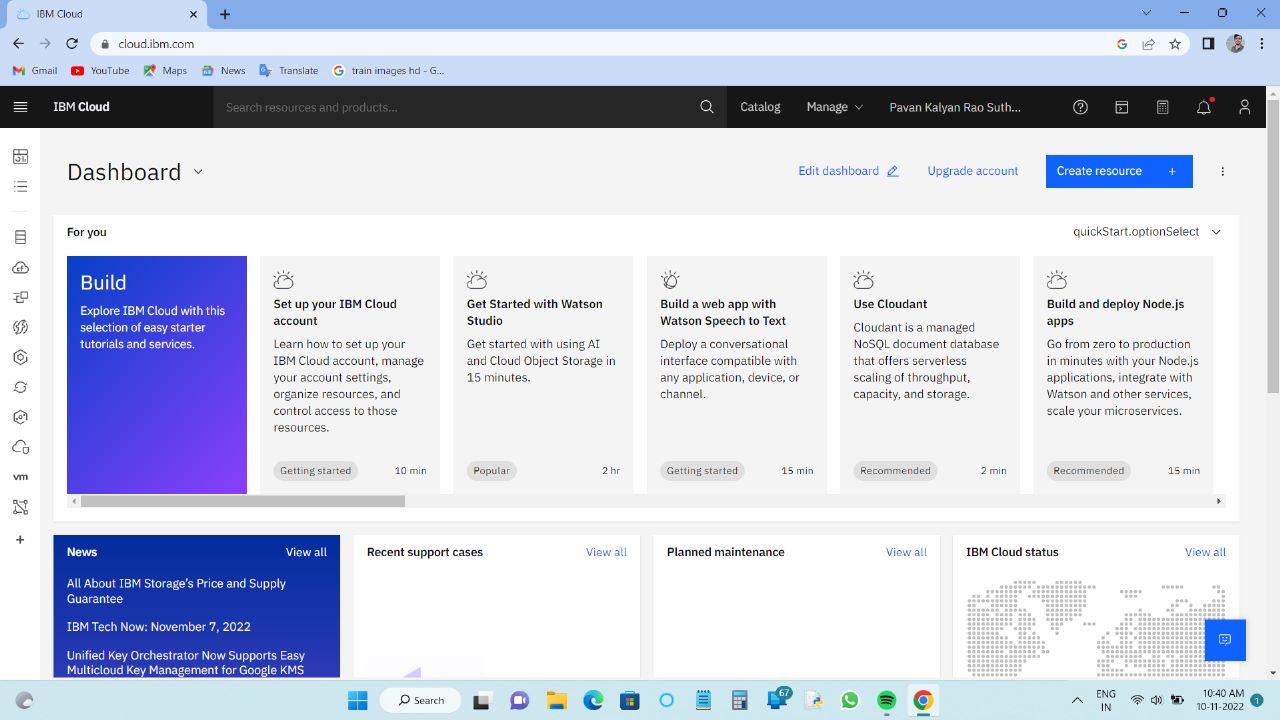 IBM Cloud
cloud.ibm.com
Gmail YouTube Maps News Translate train images hd - G...
IBM Cloud Search resources and products... Catalog Manage Pavan Kalyan Rao Suth...
Dashboard Edit dashboard Upgrade account Create resource +
For you quickStart.optionSelect
Build
Explore IBM Cloud with this
selection of easy starter
tutorials and services.
Set up your IBM Cloud
account
Learn how to set up your
IBM Cloud account, manage
your account settings,
organize resources, and
control access to those
resources.
Getting started 10 min
Get Started with Watson
Studio
Get started with using AI
and Cloud Object Storage in
15 minutes.
Popular 2 hr
Build a web app with
Watson Speech to Text
Deploy a conversational
interface compatible with
any application, device, or
channel.
Getting started 15 min
Use Cloudant
Cloudant is a managed
NoSQL document database
that offers serverless
scaling of throughput,
capacity, and storage.
Recommended 2 min
Build and deploy Node.js
apps
Go from zero to production
in minutes with your Node.js
applications, integrate with
Watson and other services,
scale your microservices.
Recommended 15 min
vm
News View all
All About IBM Storage's Price and Supply
Guarantee
IBM Tech Now: November 7, 2022
Unified Key Orchestrator Now Supports Easy
Multicloud Key Management for Google KMS
Recent support cases View all
Planned maintenance View all
IBM Cloud status View all
Search 67 ENG 10:40 AM
IN 10-11-2022 1